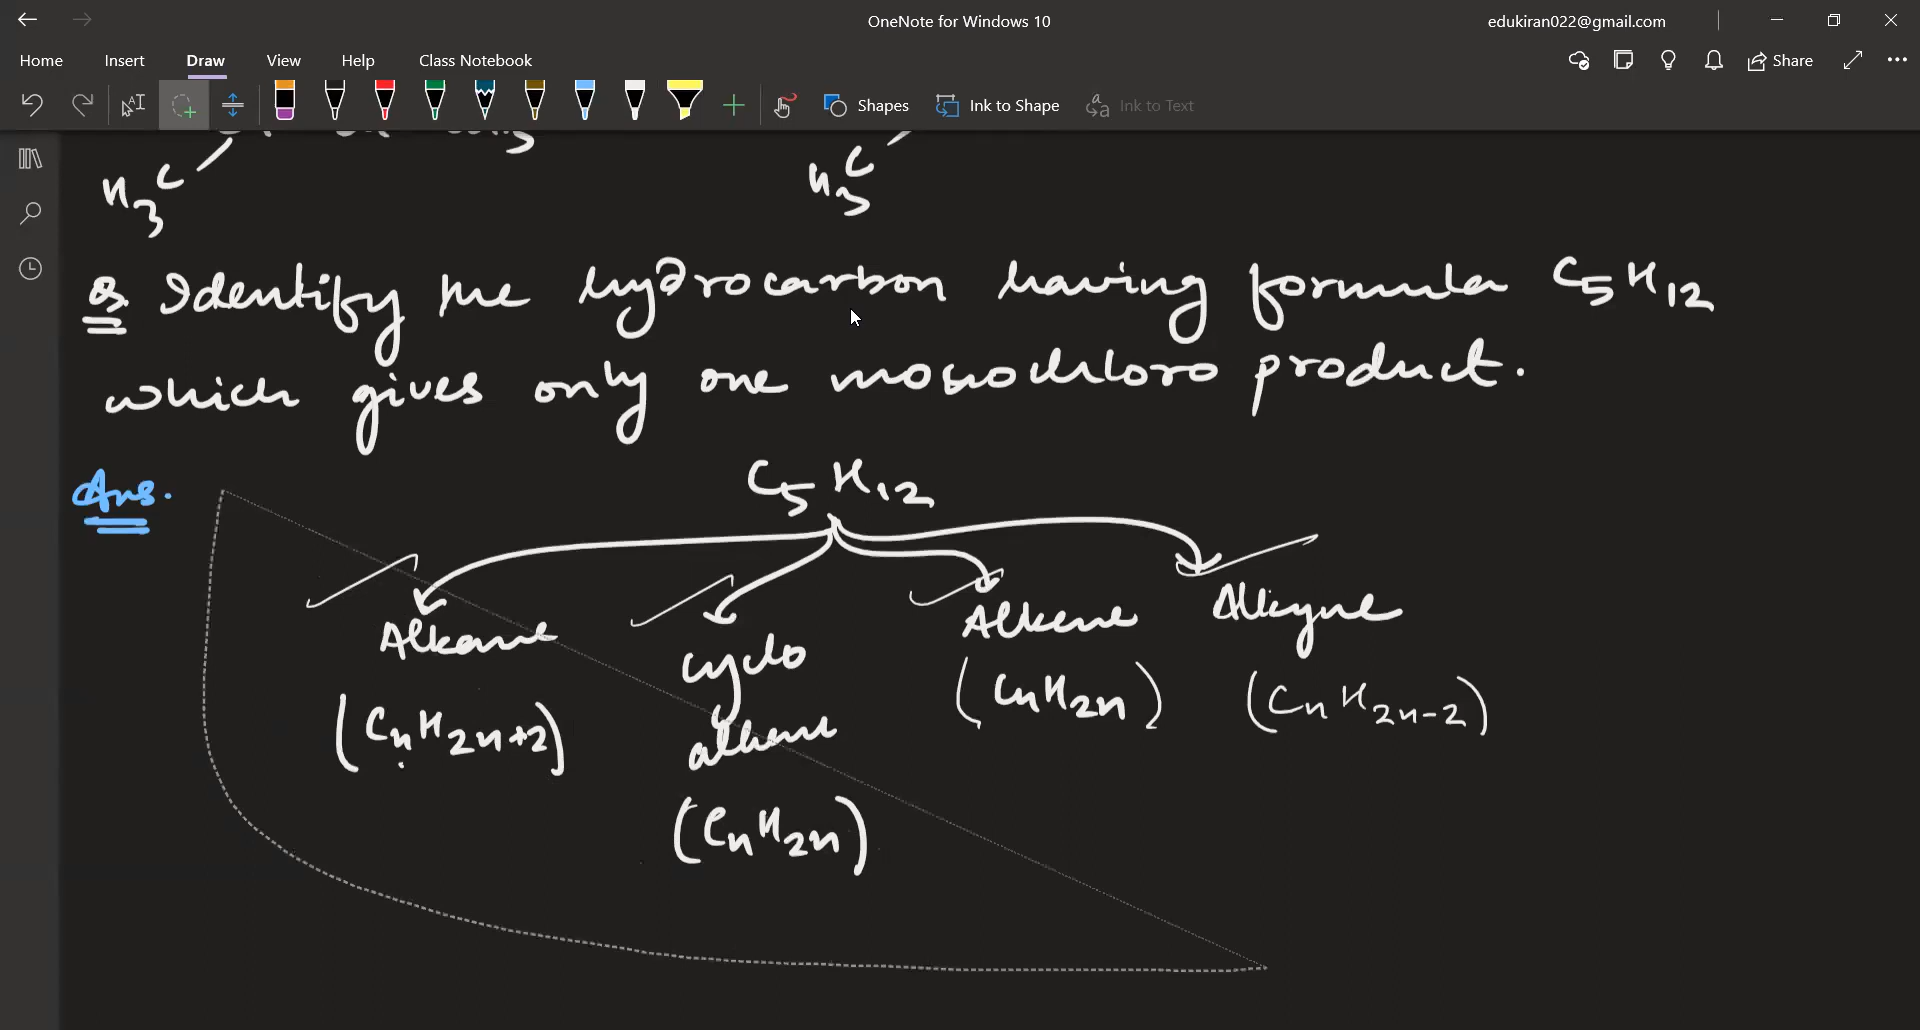 OneNote for Windows 10
edukiran022@gmail.com
Home Insert Draw View Help Class Notebook
Share
Shapes Ink to Shape Ink to Text
H3C
H3C
Q. Identify the hydrocarbon having formula C5H12
which gives only one monochloro product.
Ans.
C5H12
Alkane
cyclo
alkane
Alkene
Alkyne
(CnH2n+2)
(CnH2n)
(CnH2n)
(CnH2n-2)